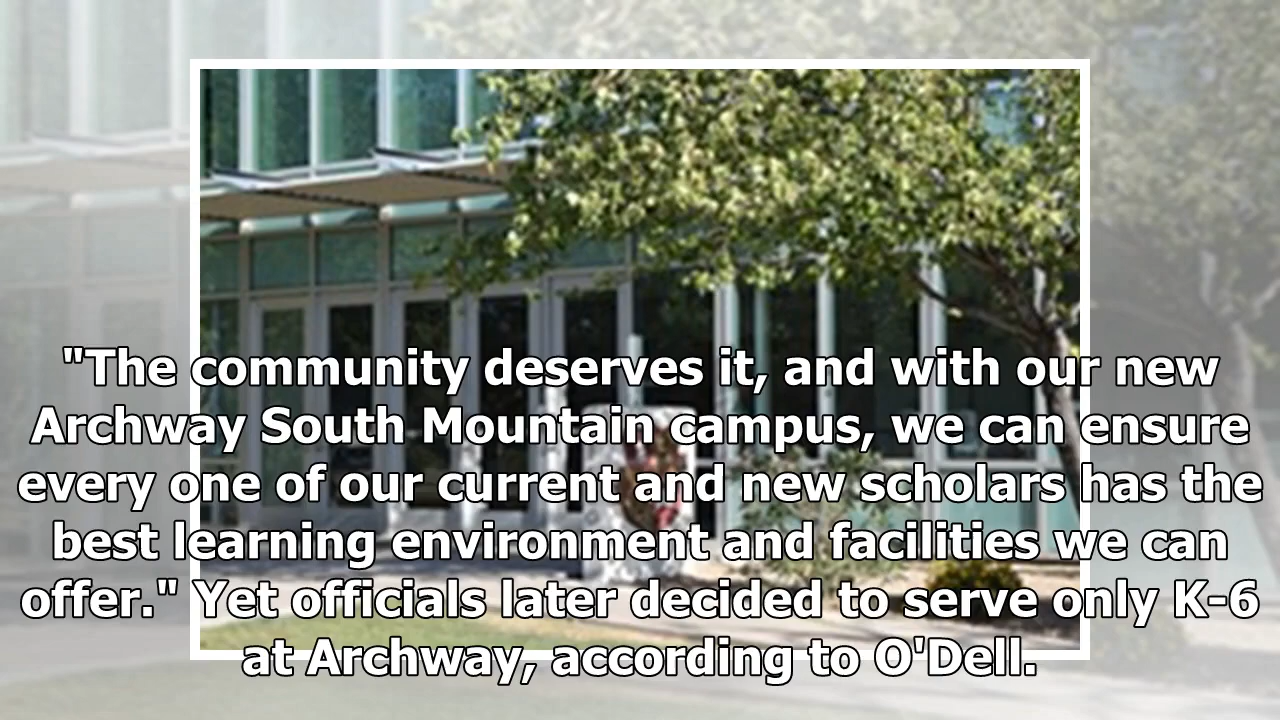 "The community deserves it, and with our new
Archway South Mountain campus, we can ensure
every one of our current and new scholars has the
best learning environment and facilities we can
offer." Yet officials later decided to serve only K-6
at Archway, according to O'Dell.